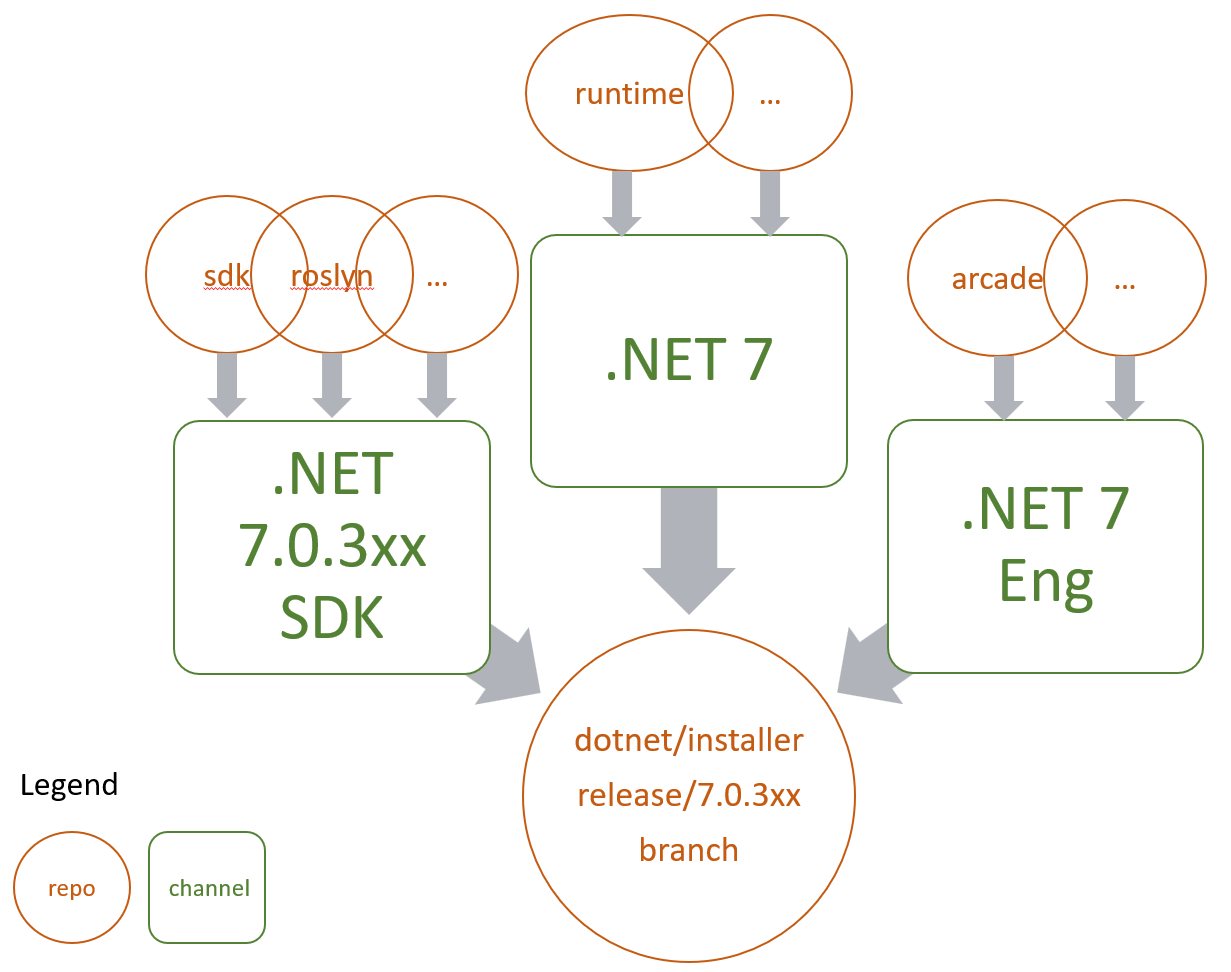 runtime
...
sdk
roslyn
...
arcade
...
.NET 7
.NET
7.0.3xx
SDK
.NET 7
Eng
dotnet/installer
release/7.0.3xx
branch
Legend
repo
channel